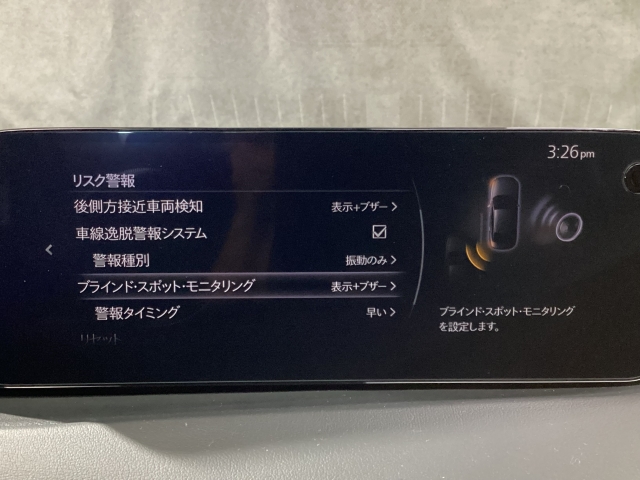 3:26pm
リスク警報
後側方接近車両検知 表示+ブザー
車線逸脱警報システム
警報種別 振動のみ
ブラインド・スポット・モニタリング 表示+ブザー
警報タイミング 早い
リセット
ブラインド・スポット・モニタリング
を設定します。